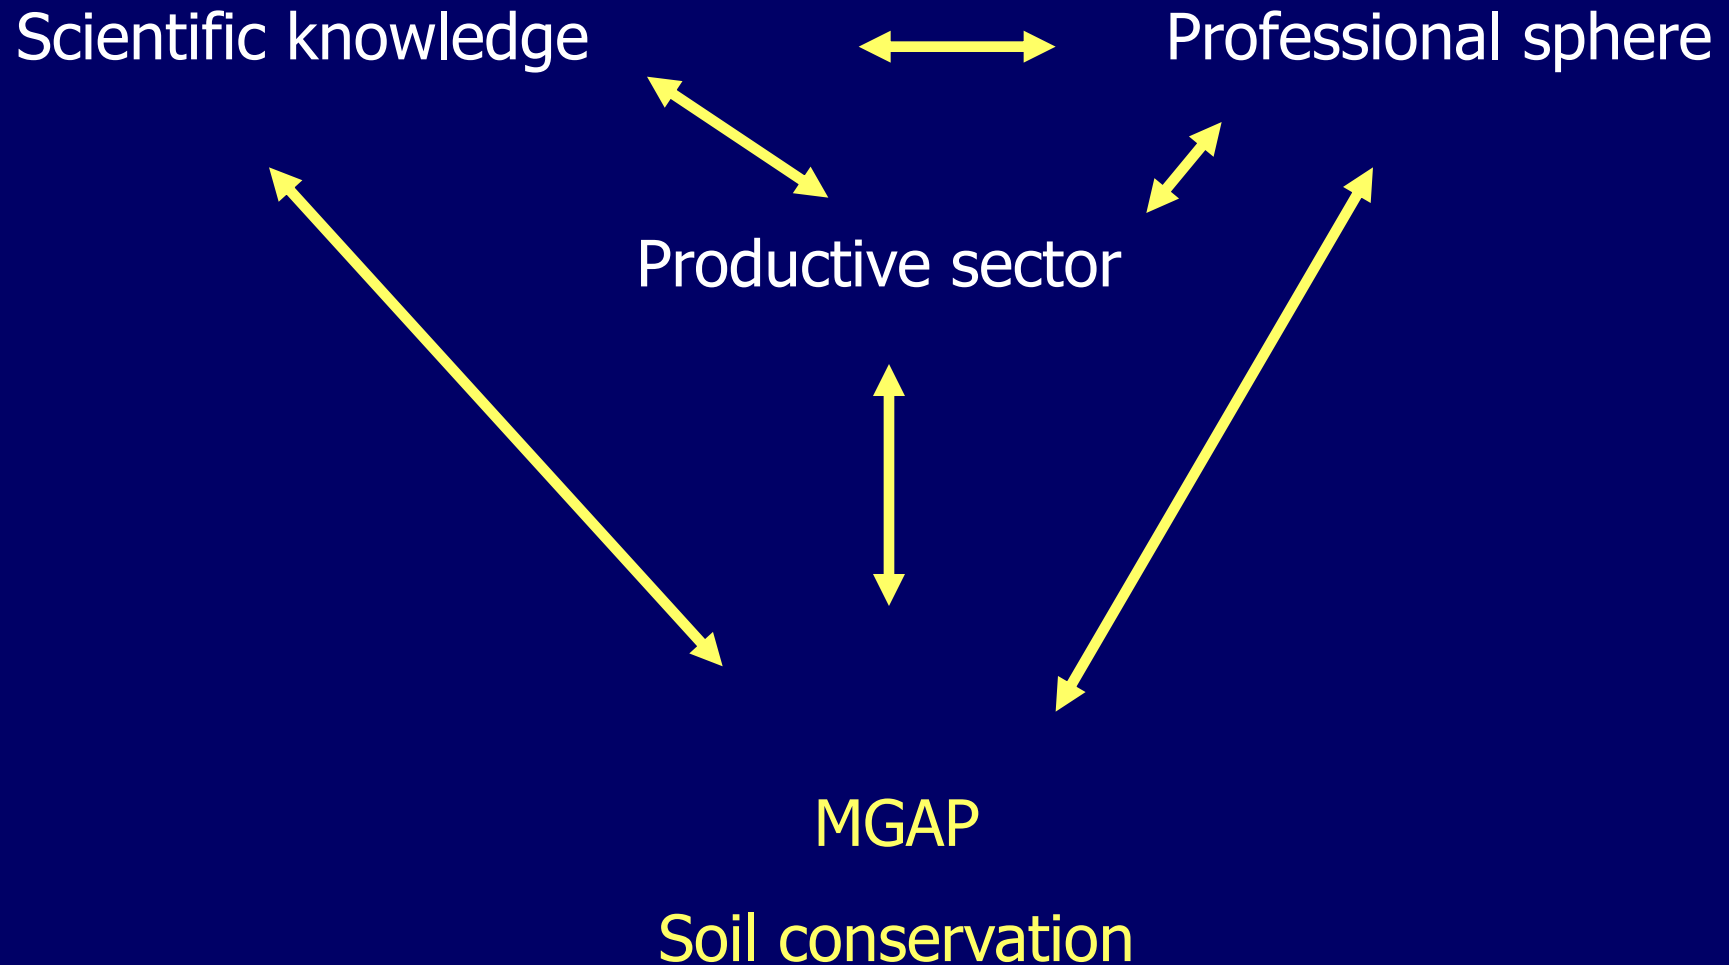 Scientific knowledge
Professional sphere
Productive sector
MGAP
Soil conservation